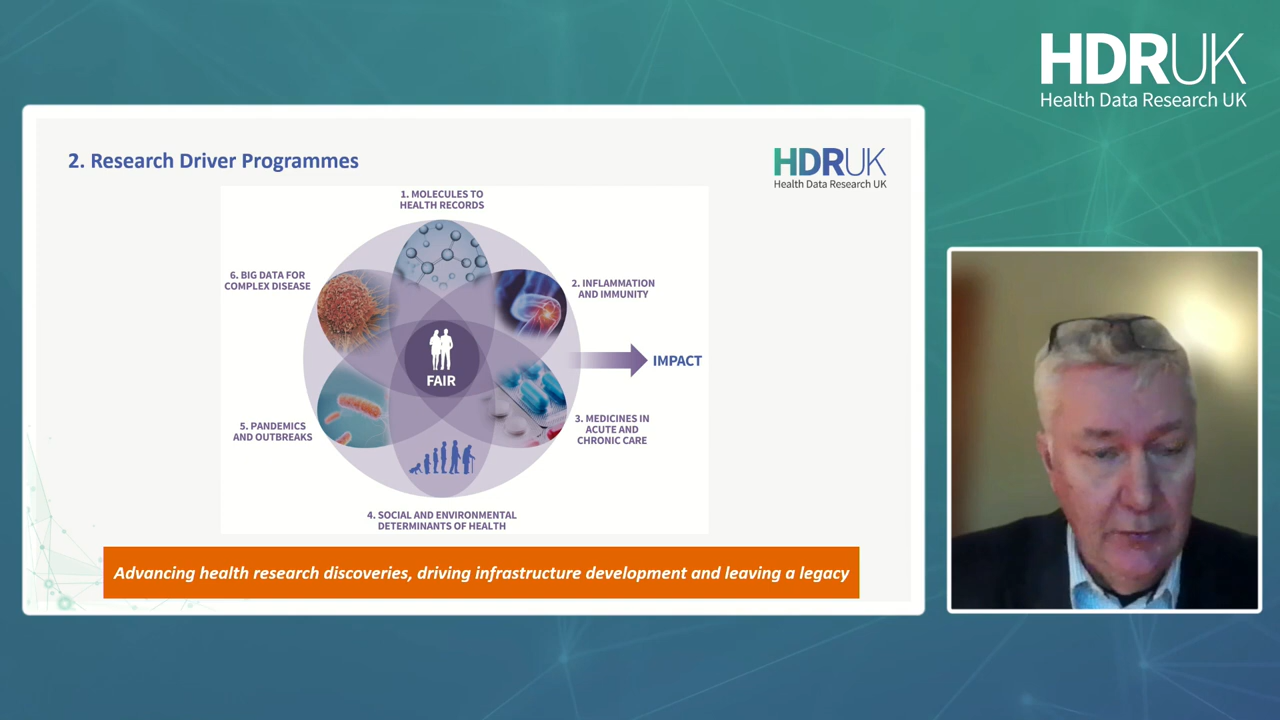 HDRUK
Health Data Research UK
2. Research Driver Programmes
HDRUK
Health Data Research UK
1. MOLECULES TO
HEALTH RECORDS
6. BIG DATA FOR
COMPLEX DISEASE
2. INFLAMMATION
AND IMMUNITY
FAIR
IMPACT
5. PANDEMICS
AND OUTBREAKS
3. MEDICINES IN
ACUTE AND
CHRONIC CARE
4. SOCIAL AND ENVIRONMENTAL
DETERMINANTS OF HEALTH
Advancing health research discoveries, driving infrastructure development and leaving a legacy